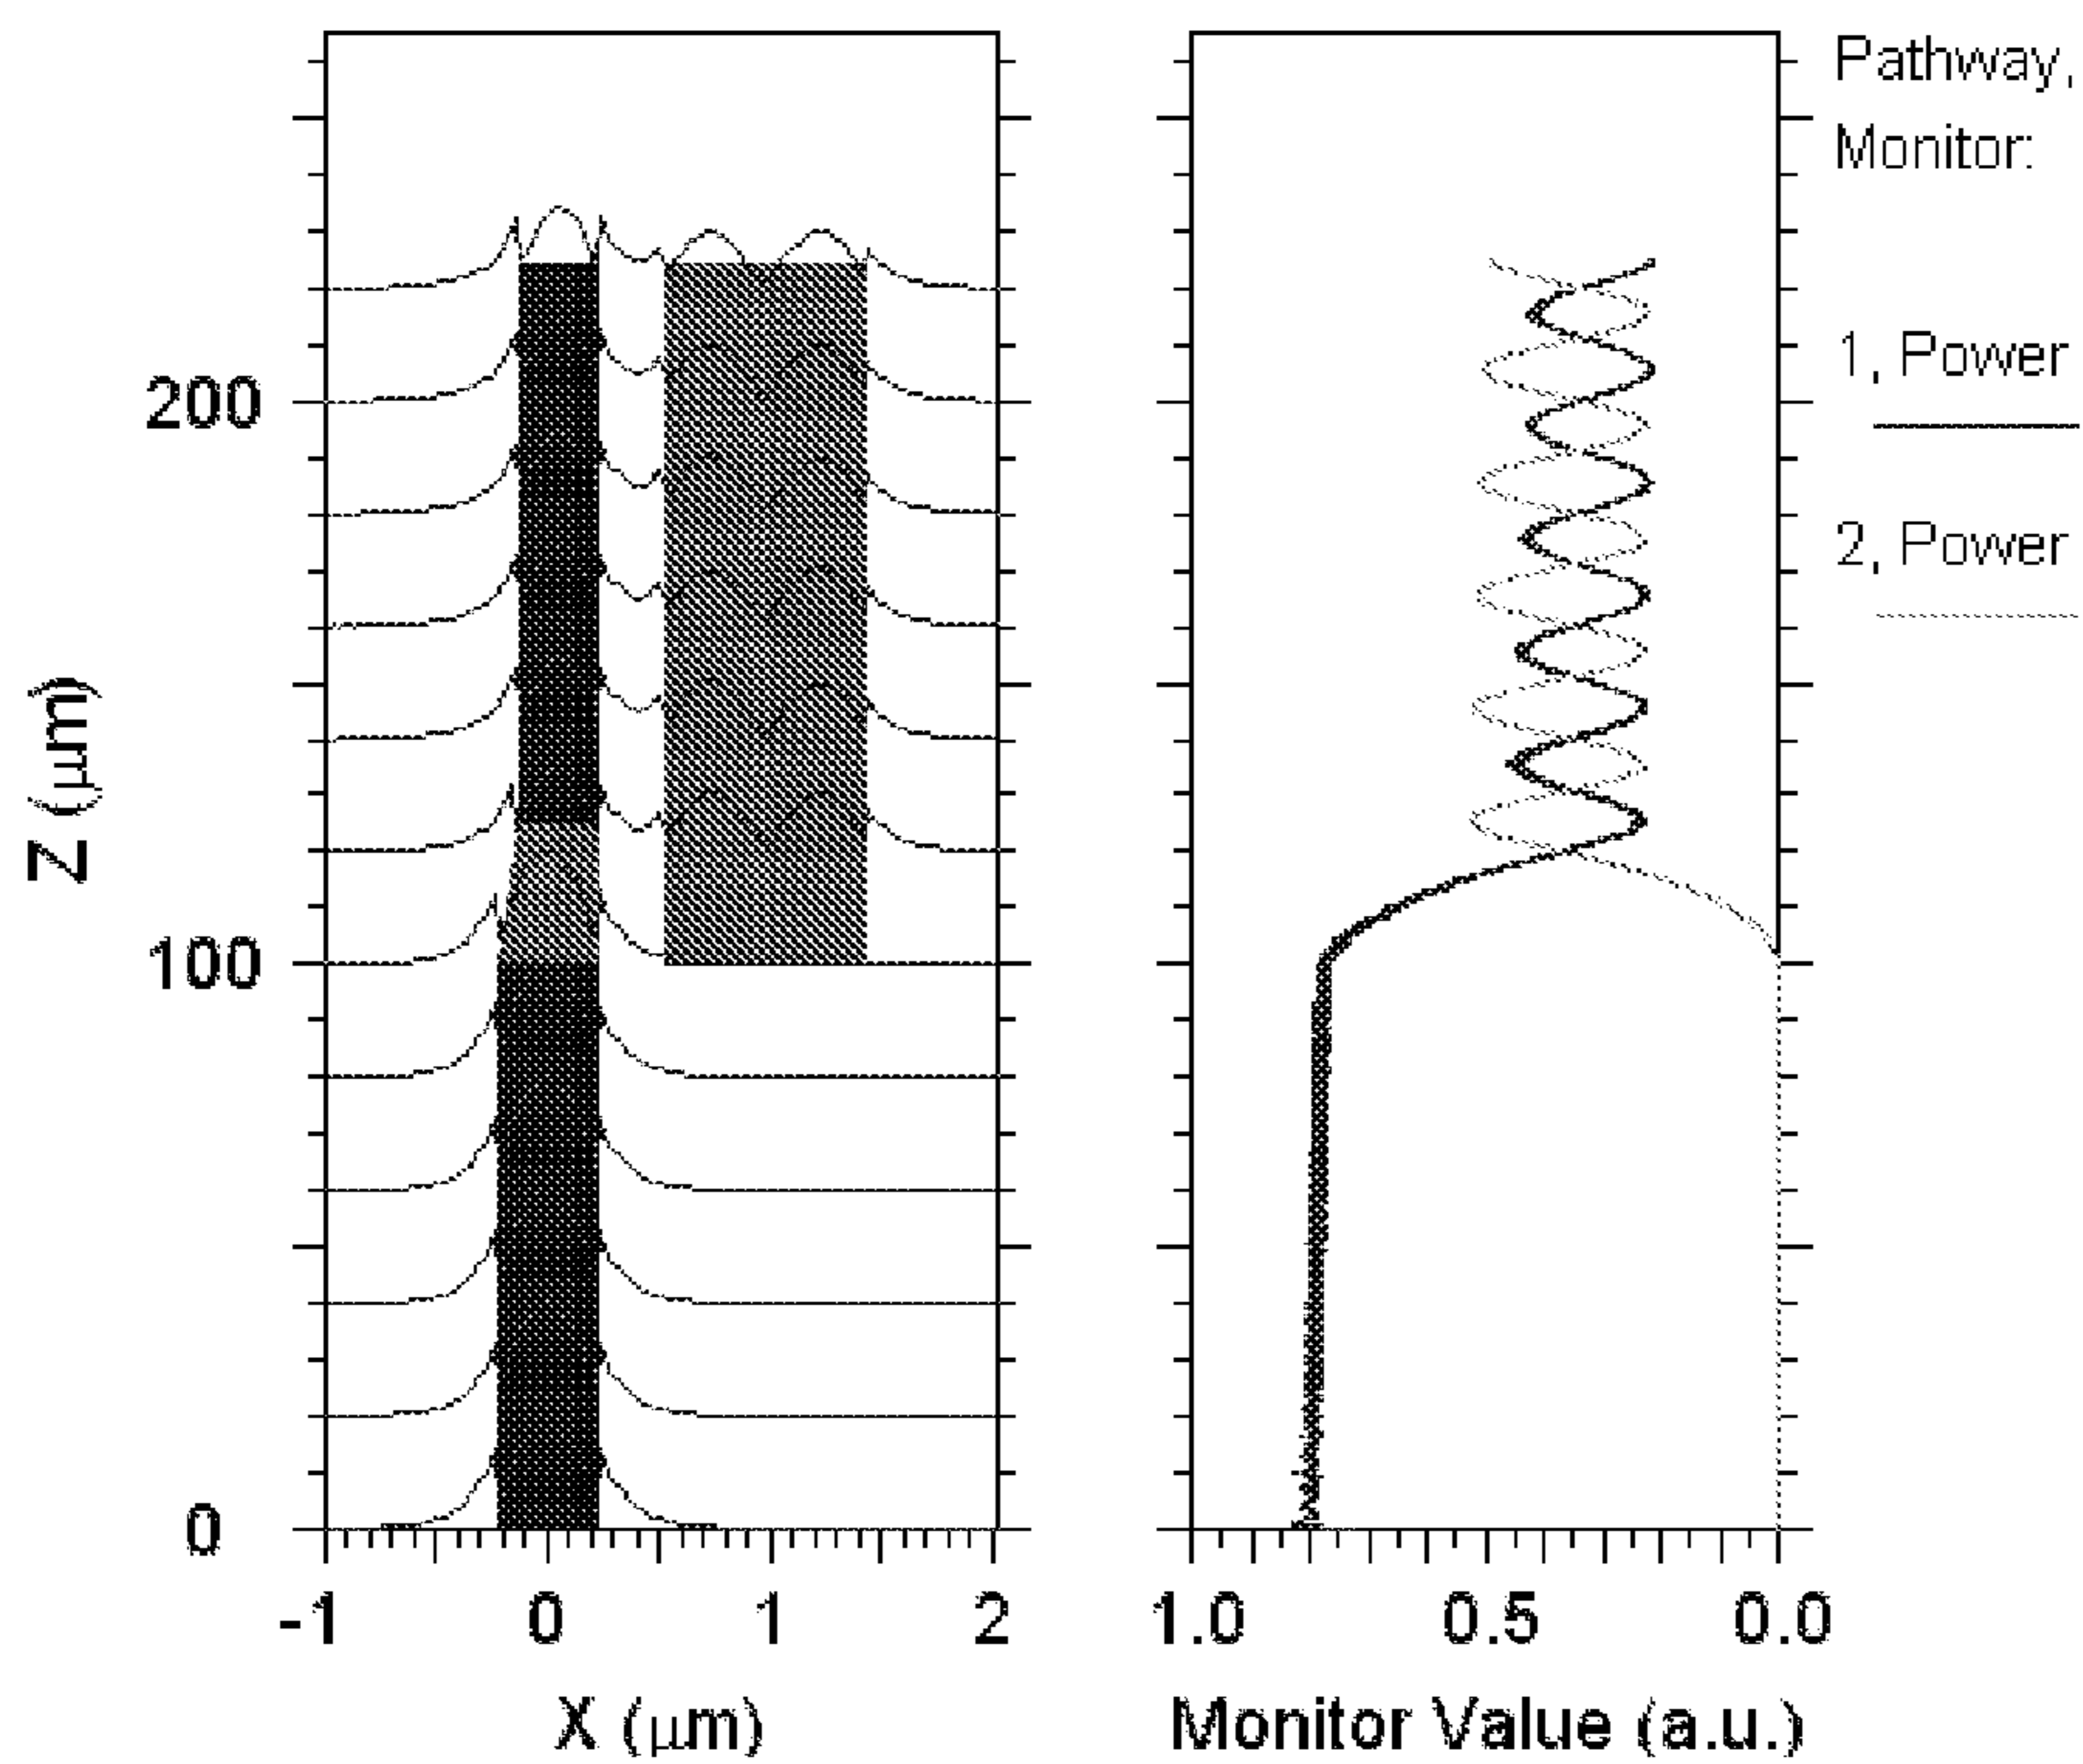 Pathway,
Monitor:
1, Power
2, Power
200
100
0
Z (μm)
-1 0 1 2
1.0 0.5 0.0
X (μm)
Monitor Value (a.u.)